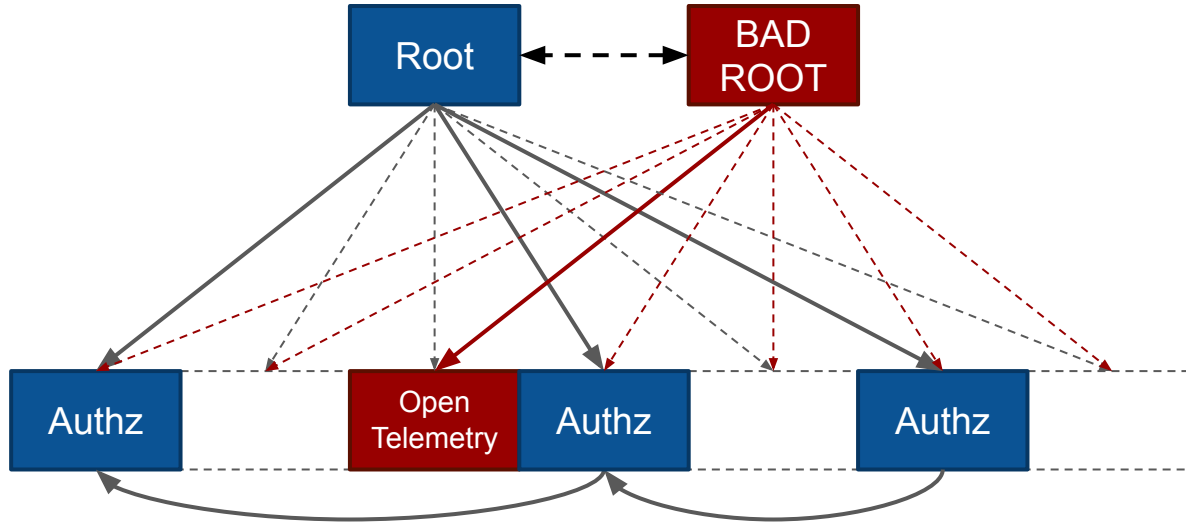 Root
BAD
ROOT
Authz
Open
Telemetry
Authz
Authz